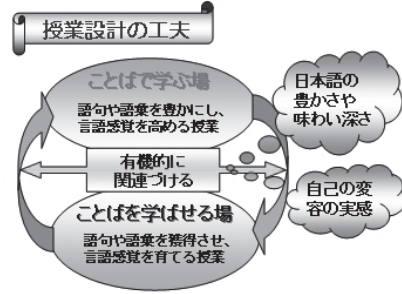 授業設計の工夫
ことばで学ぶ場
語句や語彙を豊かにし、
言語感覚を高める授業
有機的に
関連づける
ことばを学ばせる場
語句や語彙を獲得させ、
言語感覚を育てる授業
日本語の
豊かさや
味わい深さ
自己の変
容の実感